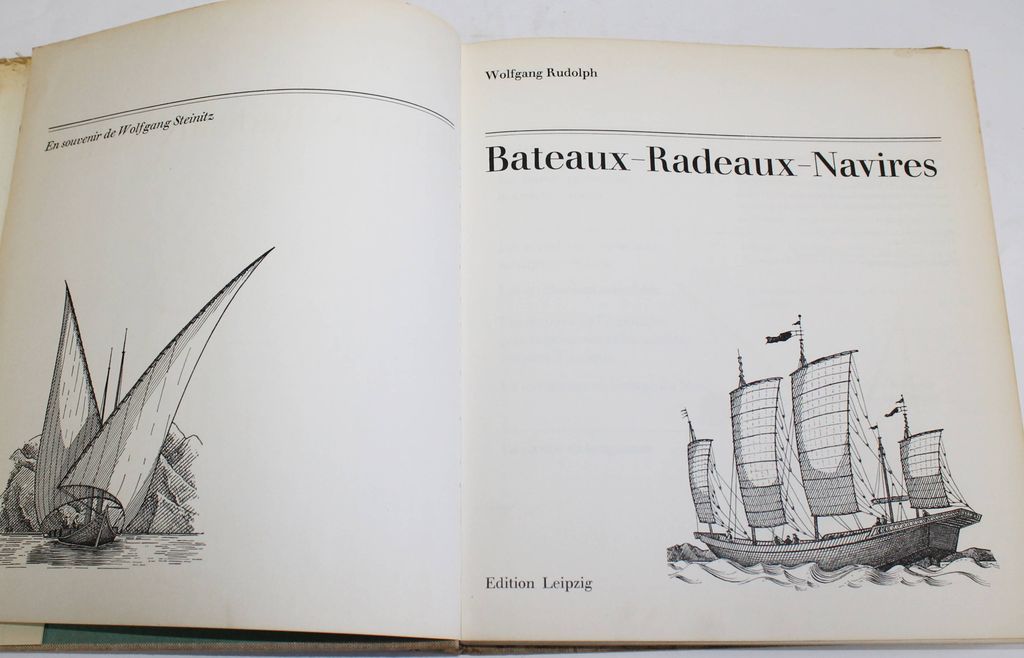 En souvenir de Wolfgang Steinitz
Wolfgang Rudolph
Bateaux–Radeaux–Navires
Edition Leipzig